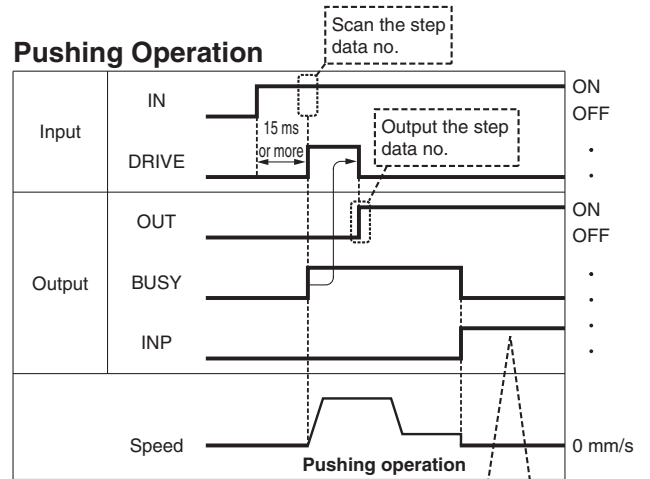 Scan the step
data no.
Pushing Operation
IN
ON
OFF
Input
15 ms
or more
Output the step
data no.
DRIVE
OUT
ON
OFF
Output
BUSY
INP
Speed
0 mm/s
Pushing operation